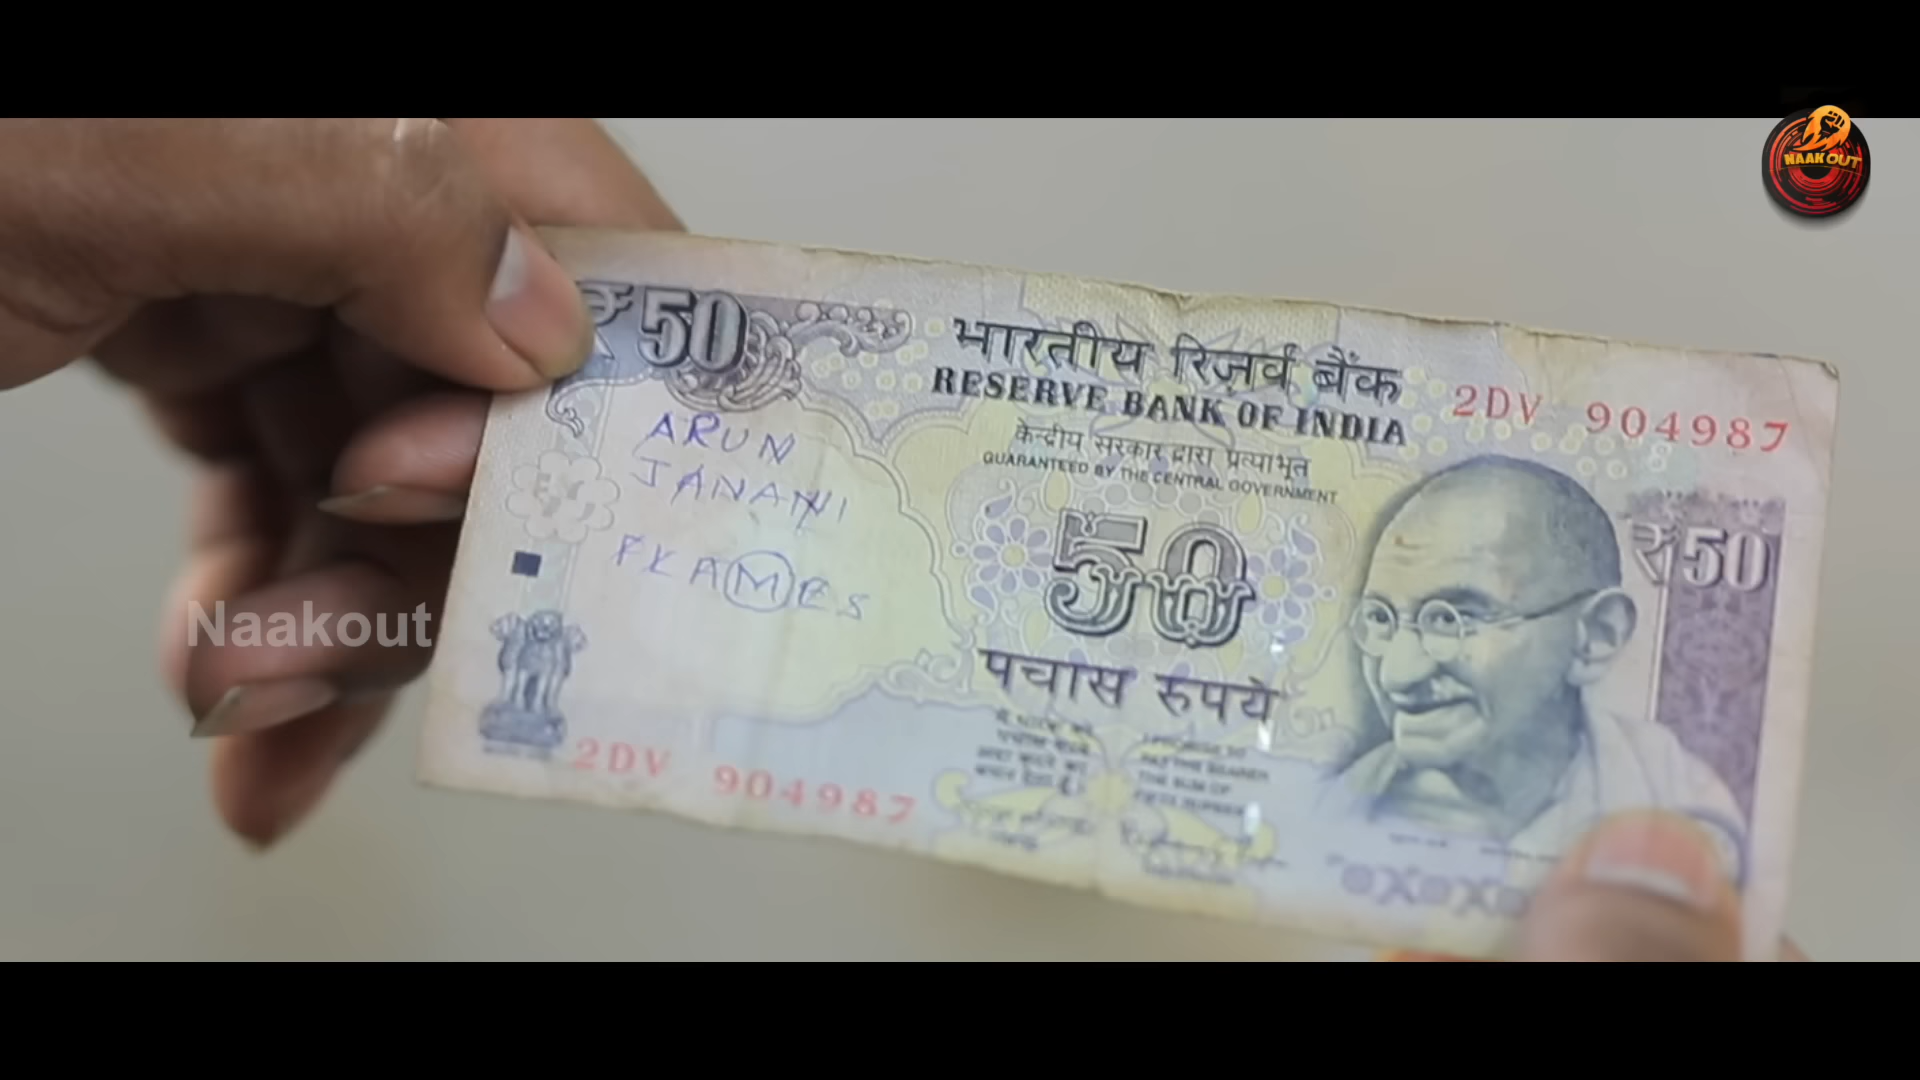 NAAKOUT
₹50
भारतीय रिज़र्व बैंक
RESERVE BANK OF INDIA
2DV 904987
केन्द्रीय सरकार द्वारा प्रत्याभूत
GUARANTEED BY THE CENTRAL GOVERNMENT
ARUN
JANANI
FLAMES
50
₹50
पचास रुपये
Naakout
2DV 904987